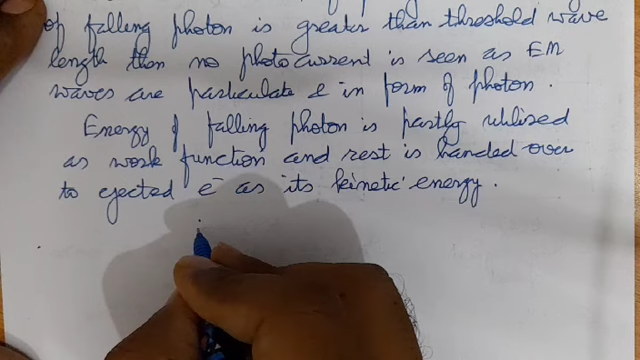 of falling photon is greater than threshold wave
length then no photocurrent is seen as EM
waves are particulate & in form of photon.
Energy of falling photon is partly utilised
as work function and rest is handed over
to ejected e⁻ as its kinetic energy.